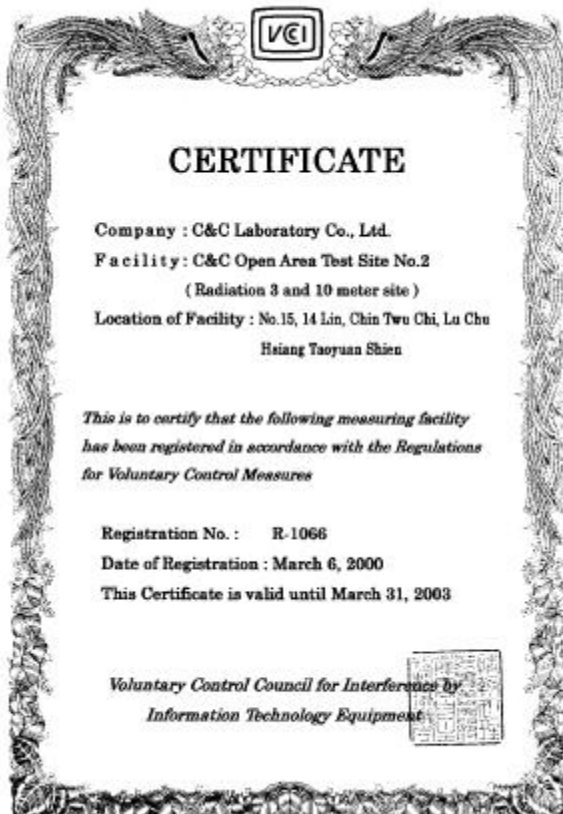 VCCI
CERTIFICATE
Company : C&C Laboratory Co., Ltd.
Facility : C&C Open Area Test Site No.2
( Radiation 3 and 10 meter site )
Location of Facility : No.15, 14 Lin, Chin Twu Chi, Lu Chu
Hsiang Taoyuan Shien
This is to certify that the following measuring facility
has been registered in accordance with the Regulations
for Voluntary Control Measures
Registration No. : R-1066
Date of Registration : March 6, 2000
This Certificate is valid until March 31, 2003
Voluntary Control Council for Interference by
Information Technology Equipment